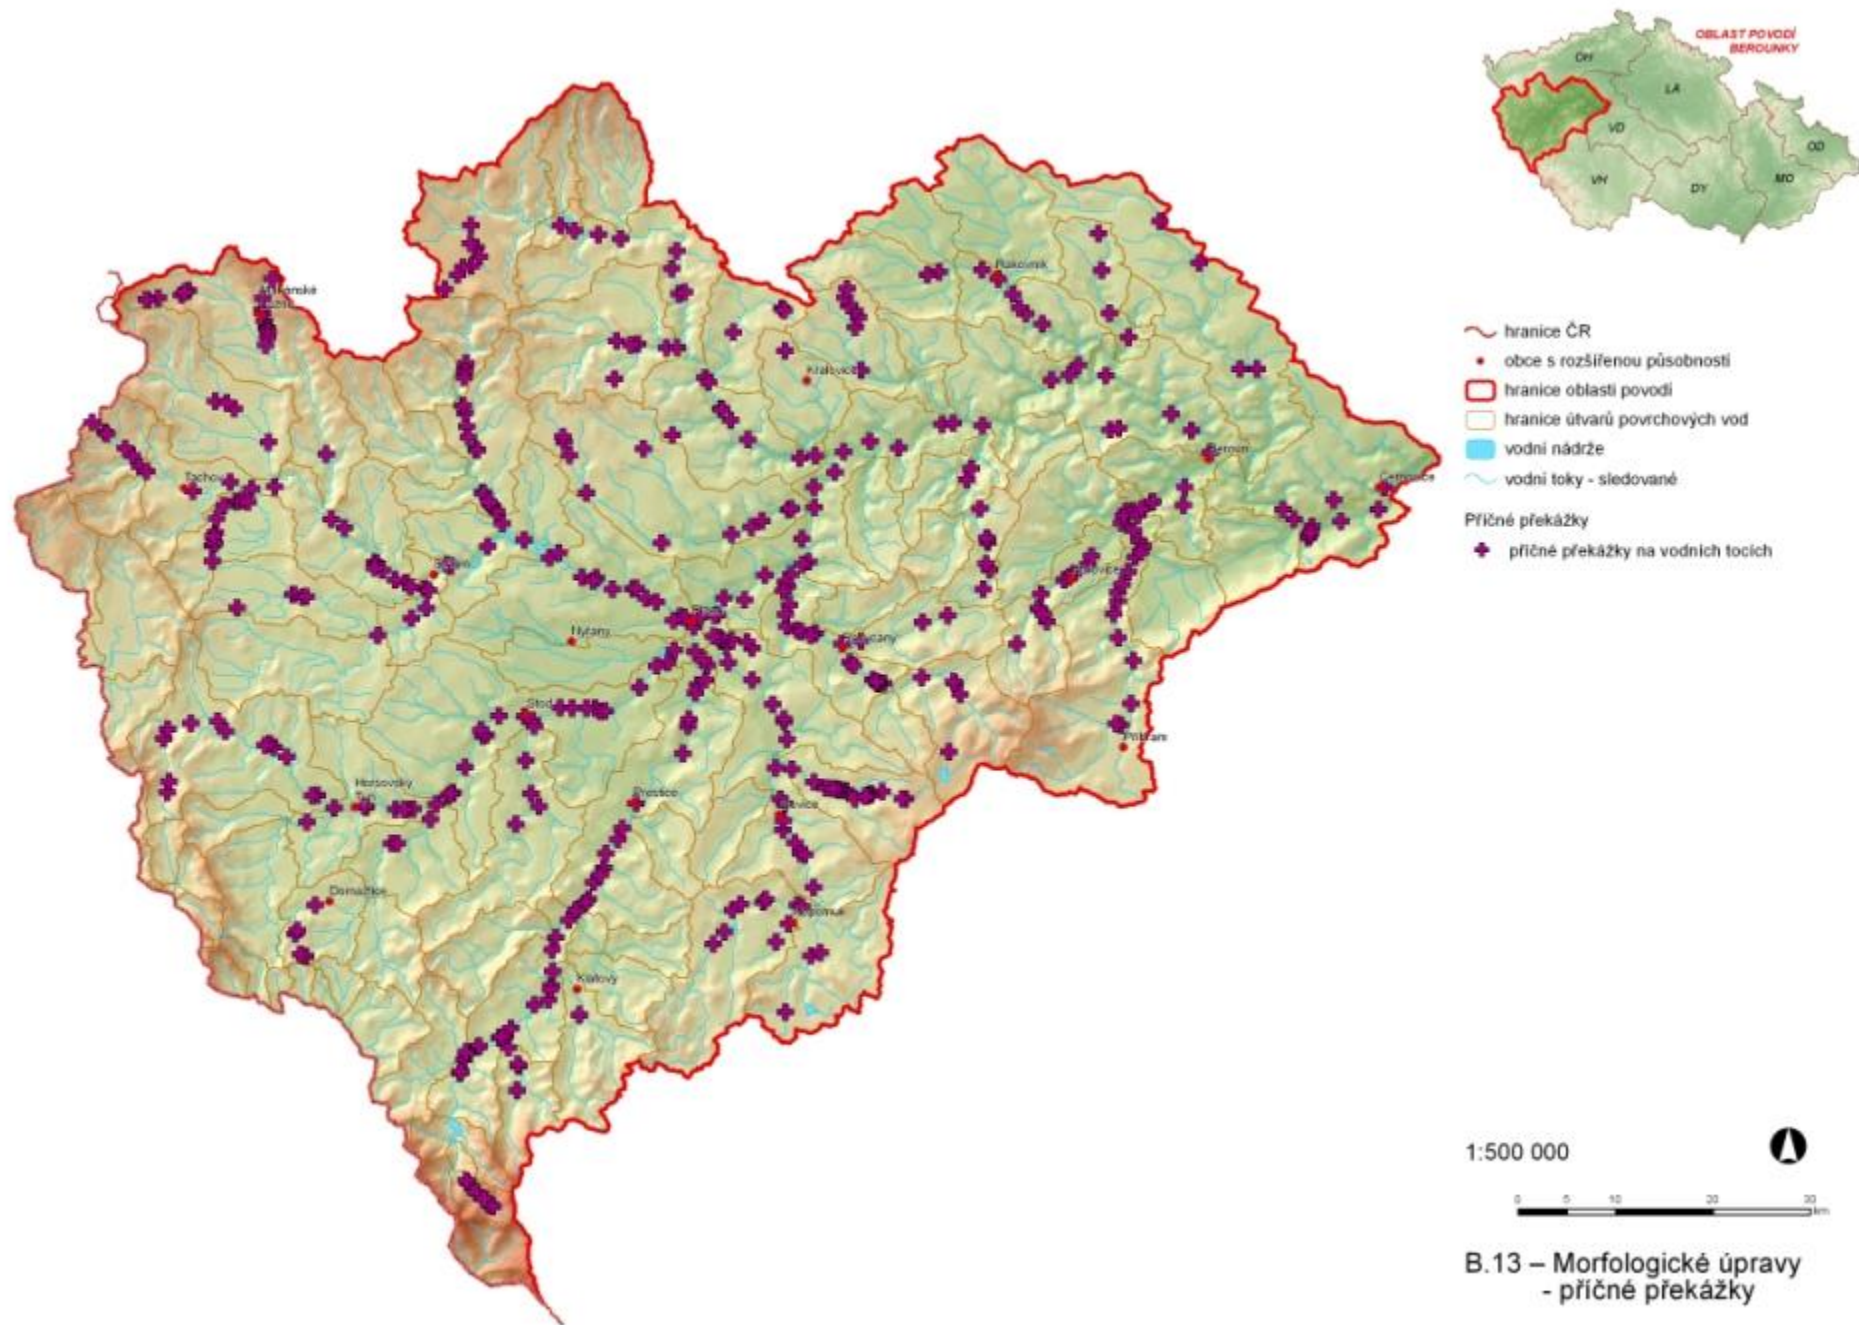 OBLAST POVODÍ
BEROUNKY
OH
LA
VD
OD
VH
DY
MO
Rakovník
Kralovice
Beroun
Tachov
Nýřany
Stod
Horšovský
Týn
Příbram
Přeštice
Domažlice
Klatovy
hranice ČR
obce s rozšířenou působností
hranice oblasti povodí
hranice útvarů povrchových vod
vodní nádrže
vodní toky - sledované
Příčné překážky
příčné překážky na vodních tocích
1:500 000
0 5 10 20 30
km
B.13 – Morfologické úpravy
- příčné překážky